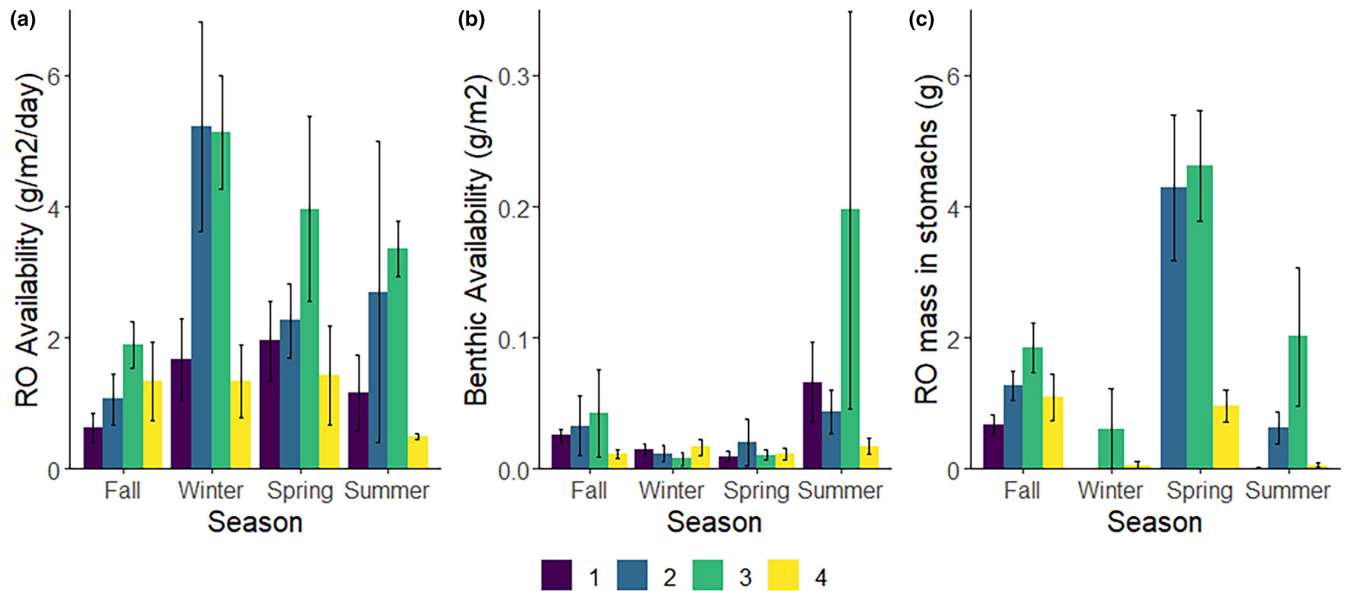 (a)
RO Availability (g/m2/day)
6
4
2
0
Fall Winter Spring Summer
Season
(b)
Benthic Availability (g/m2)
0.3
0.2
0.1
0.0
Fall Winter Spring Summer
Season
(c)
RO mass in stomachs (g)
6
4
2
0
Fall Winter Spring Summer
Season
1 2 3 4